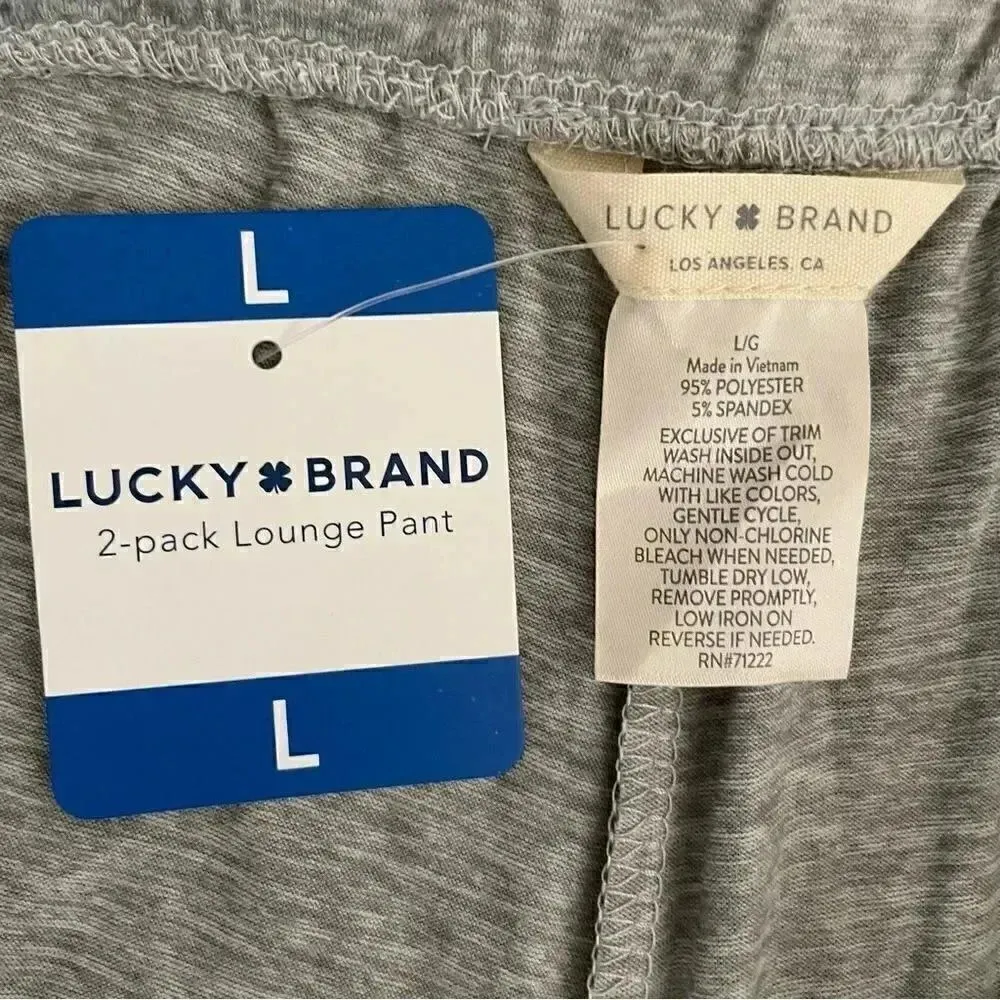 L
LUCKY BRAND
2-pack Lounge Pant
L
LUCKY BRAND
LOS ANGELES, CA
L/G
Made in Vietnam
95% POLYESTER
5% SPANDEX
EXCLUSIVE OF TRIM
WASH INSIDE OUT,
MACHINE WASH COLD
WITH LIKE COLORS,
GENTLE CYCLE,
ONLY NON-CHLORINE
BLEACH WHEN NEEDED,
TUMBLE DRY LOW,
REMOVE PROMPTLY,
LOW IRON ON
REVERSE IF NEEDED.
RN#71222